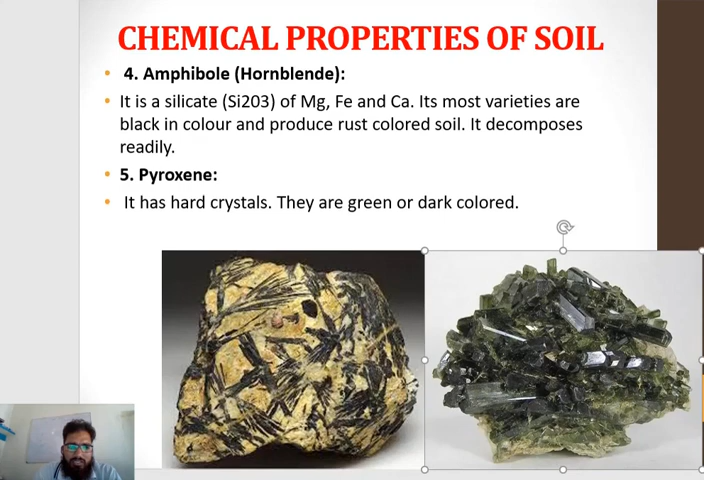 CHEMICAL PROPERTIES OF SOIL
• 4. Amphibole (Hornblende):
• It is a silicate (Si203) of Mg, Fe and Ca. Its most varieties are
black in colour and produce rust colored soil. It decomposes
readily.
• 5. Pyroxene:
• It has hard crystals. They are green or dark colored.